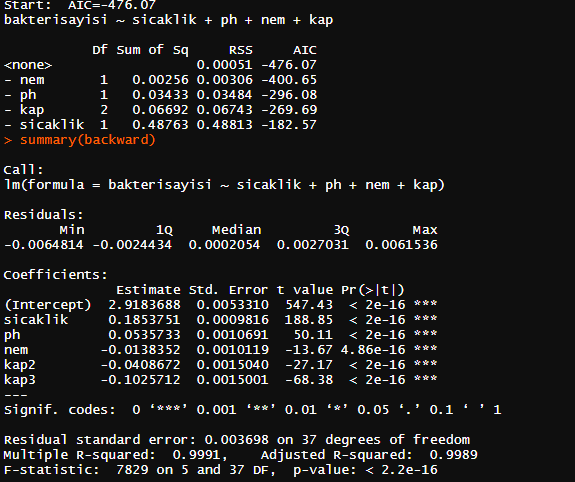 Start:  AIC=-476.07
bakterisayisi ~ sicaklik + ph + nem + kap
           Df Sum of Sq     RSS     AIC
<none>                  0.00051 -476.07
- nem       1   0.00256 0.00306 -400.65
- ph        1   0.03433 0.03484 -296.08
- kap       2   0.06692 0.06743 -269.69
- sicaklik  1   0.48763 0.48813 -182.57
> summary(backward)
Call:
lm(formula = bakterisayisi ~ sicaklik + ph + nem + kap)
Residuals:
       Min         1Q     Median         3Q        Max
-0.0064814 -0.0024434  0.0002054  0.0027031  0.0061536
Coefficients:
              Estimate Std. Error t value Pr(>|t|)
(Intercept)  2.9183688  0.0053310  547.43  < 2e-16 ***
sicaklik     0.1853751  0.0009816  188.85  < 2e-16 ***
ph           0.0535733  0.0010691   50.11  < 2e-16 ***
nem         -0.0138352  0.0010119  -13.67 4.86e-16 ***
kap2        -0.0408672  0.0015040  -27.17  < 2e-16 ***
kap3        -0.1025712  0.0015001  -68.38  < 2e-16 ***
---
Signif. codes:  0 ‘***’ 0.001 ‘**’ 0.01 ‘*’ 0.05 ‘.’ 0.1 ‘ ’ 1
Residual standard error: 0.003698 on 37 degrees of freedom
Multiple R-squared:  0.9991,    Adjusted R-squared:  0.9989
F-statistic:  7829 on 5 and 37 DF,  p-value: < 2.2e-16